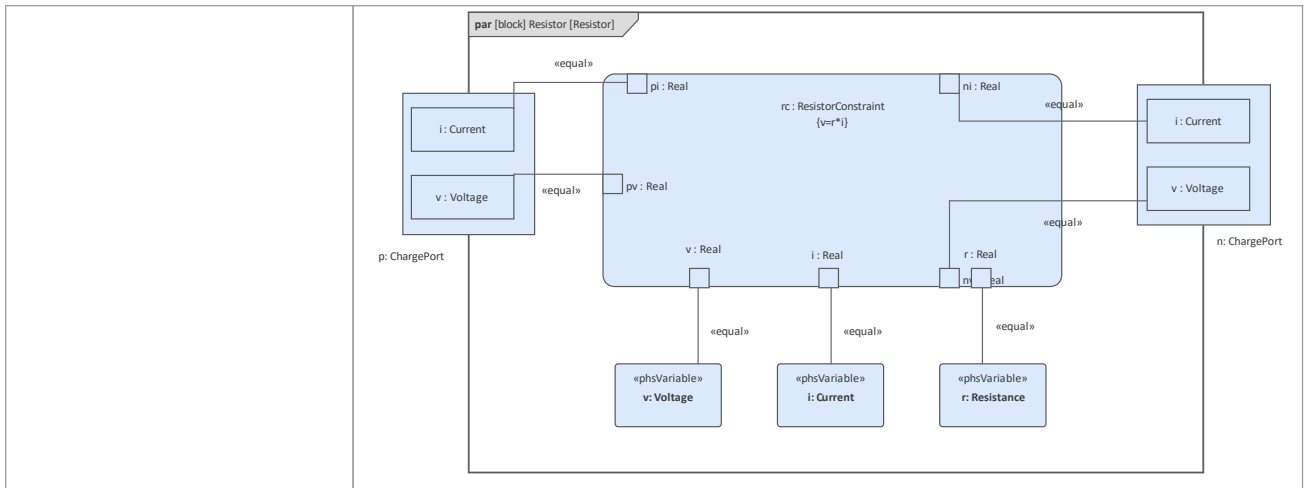 par [block] Resistor [Resistor]
«equal»
pi : Real
ni : Real
rc : ResistorConstraint
{v=r*i}
«equal»
i : Current
i : Current
pv : Real
«equal»
v : Voltage
v : Voltage
«equal»
p: ChargePort
n: ChargePort
v : Real
i : Real
r : Real
«equal»
«equal»
«equal»
«phsVariable»
v: Voltage
«phsVariable»
i: Current
«phsVariable»
r: Resistance